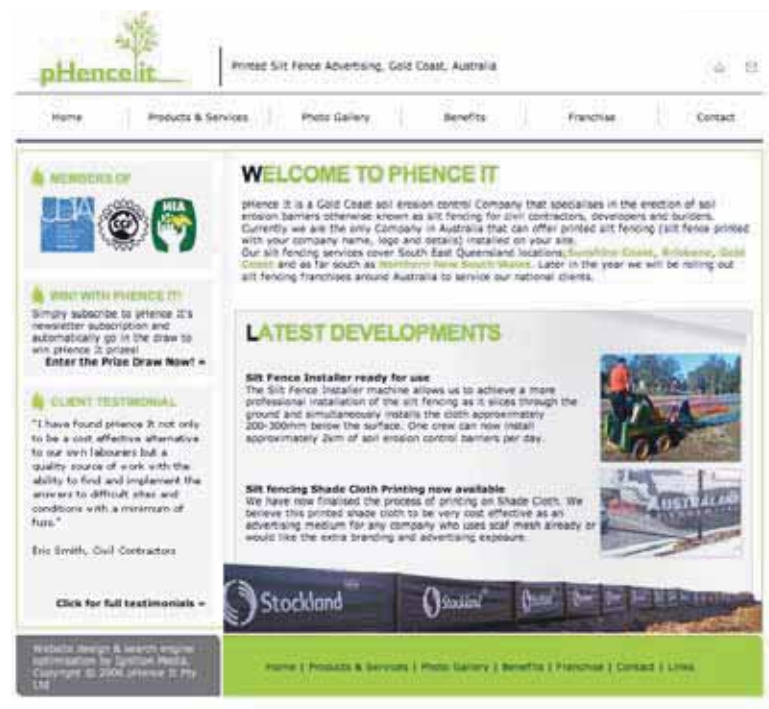 pHence it
Printed Silt Fence Advertising, Gold Coast, Australia
Home
Products & Services
Photo Gallery
Benefits
Franchise
Contact
MEMBERS OF
UDIA
CCF
HIA
WIN! WITH PHENCE IT!
Simply subscribe to pHence it's
newsletter subscription and
automatically go in the draw to
win pHence It prizes!
Enter the Prize Draw Now! »
CLIENT TESTIMONIAL
"I have found pHence It not only
to be a cost effective alternative
to our own labourers but a
quality source of work with the
ability to find and implement the
answers to difficult sites and
conditions with a minimum of
fuss."
Eric Smith, Civil Contractors
Click for full testimonials »
WELCOME TO PHENCE IT
pHence It is a Gold Coast soil erosion control Company that specialises in the erection of soil
erosion barriers otherwise known as silt fencing for civil contractors, developers and builders.
Currently we are the only Company in Australia that can offer printed silt fencing (silt fence printed
with your company name, logo and details) installed on your site.
Our silt fencing services cover South East Queensland locations, Sunshine Coast, Brisbane, Gold
Coast and as far south as Northern New South Wales. Later in the year we will be rolling out
silt fencing franchises around Australia to service our national clients.
LATEST DEVELOPMENTS
Silt Fence Installer ready for use
The Silt Fence Installer machine allows us to achieve a more
professional installation of the silt fencing as it slices through the
ground and simultaneously installs the cloth approximately
200-300mm below the surface. One crew can now install
approximately 2km of soil erosion control barriers per day.
Silt fencing Shade Cloth Printing now available
We have now finalised the process of printing on Shade Cloth. We
believe this printed shade cloth to be very cost effective as an
advertising medium for any company who uses scaf mesh already or
would like the extra branding and advertising exposure.
AUSTRALAND
Stockland
Stockland
Stockland
Website design & search engine
optimisation by Ignition Media.
Copyright © 2006 pHence It Pty
Ltd
Home | Products & Services | Photo Gallery | Benefits | Franchise | Contact | Links